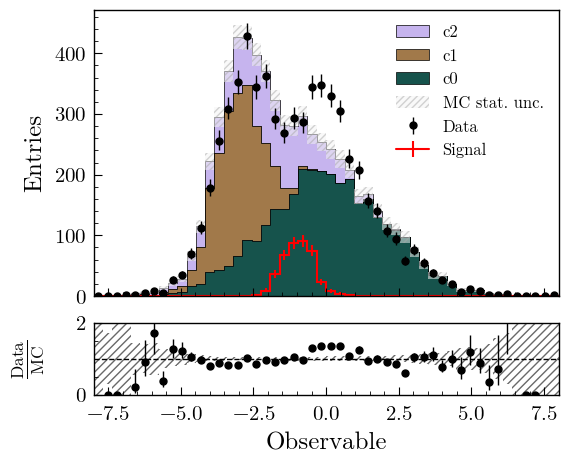 400
300
200
100
0
Entries
c2
c1
c0
MC stat. unc.
Data
Signal
2
0
Data
MC
−7.5
−5.0
−2.5
0.0
2.5
5.0
7.5
Observable